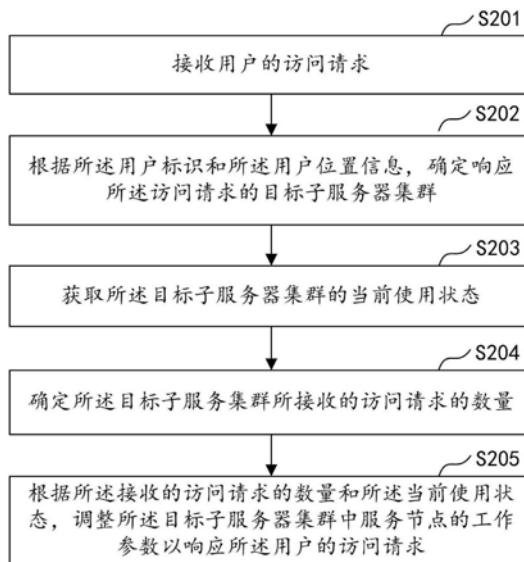 S201
接收用户的访问请求
S202
根据所述用户标识和所述用户位置信息，确定响应
所述访问请求的目标子服务器集群
S203
获取所述目标子服务器集群的当前使用状态
S204
确定所述目标子服务集群所接收的访问请求的数量
S205
根据所述接收的访问请求的数量和所述当前使用状
态，调整所述目标子服务器集群中服务节点的工作
参数以响应所述用户的访问请求